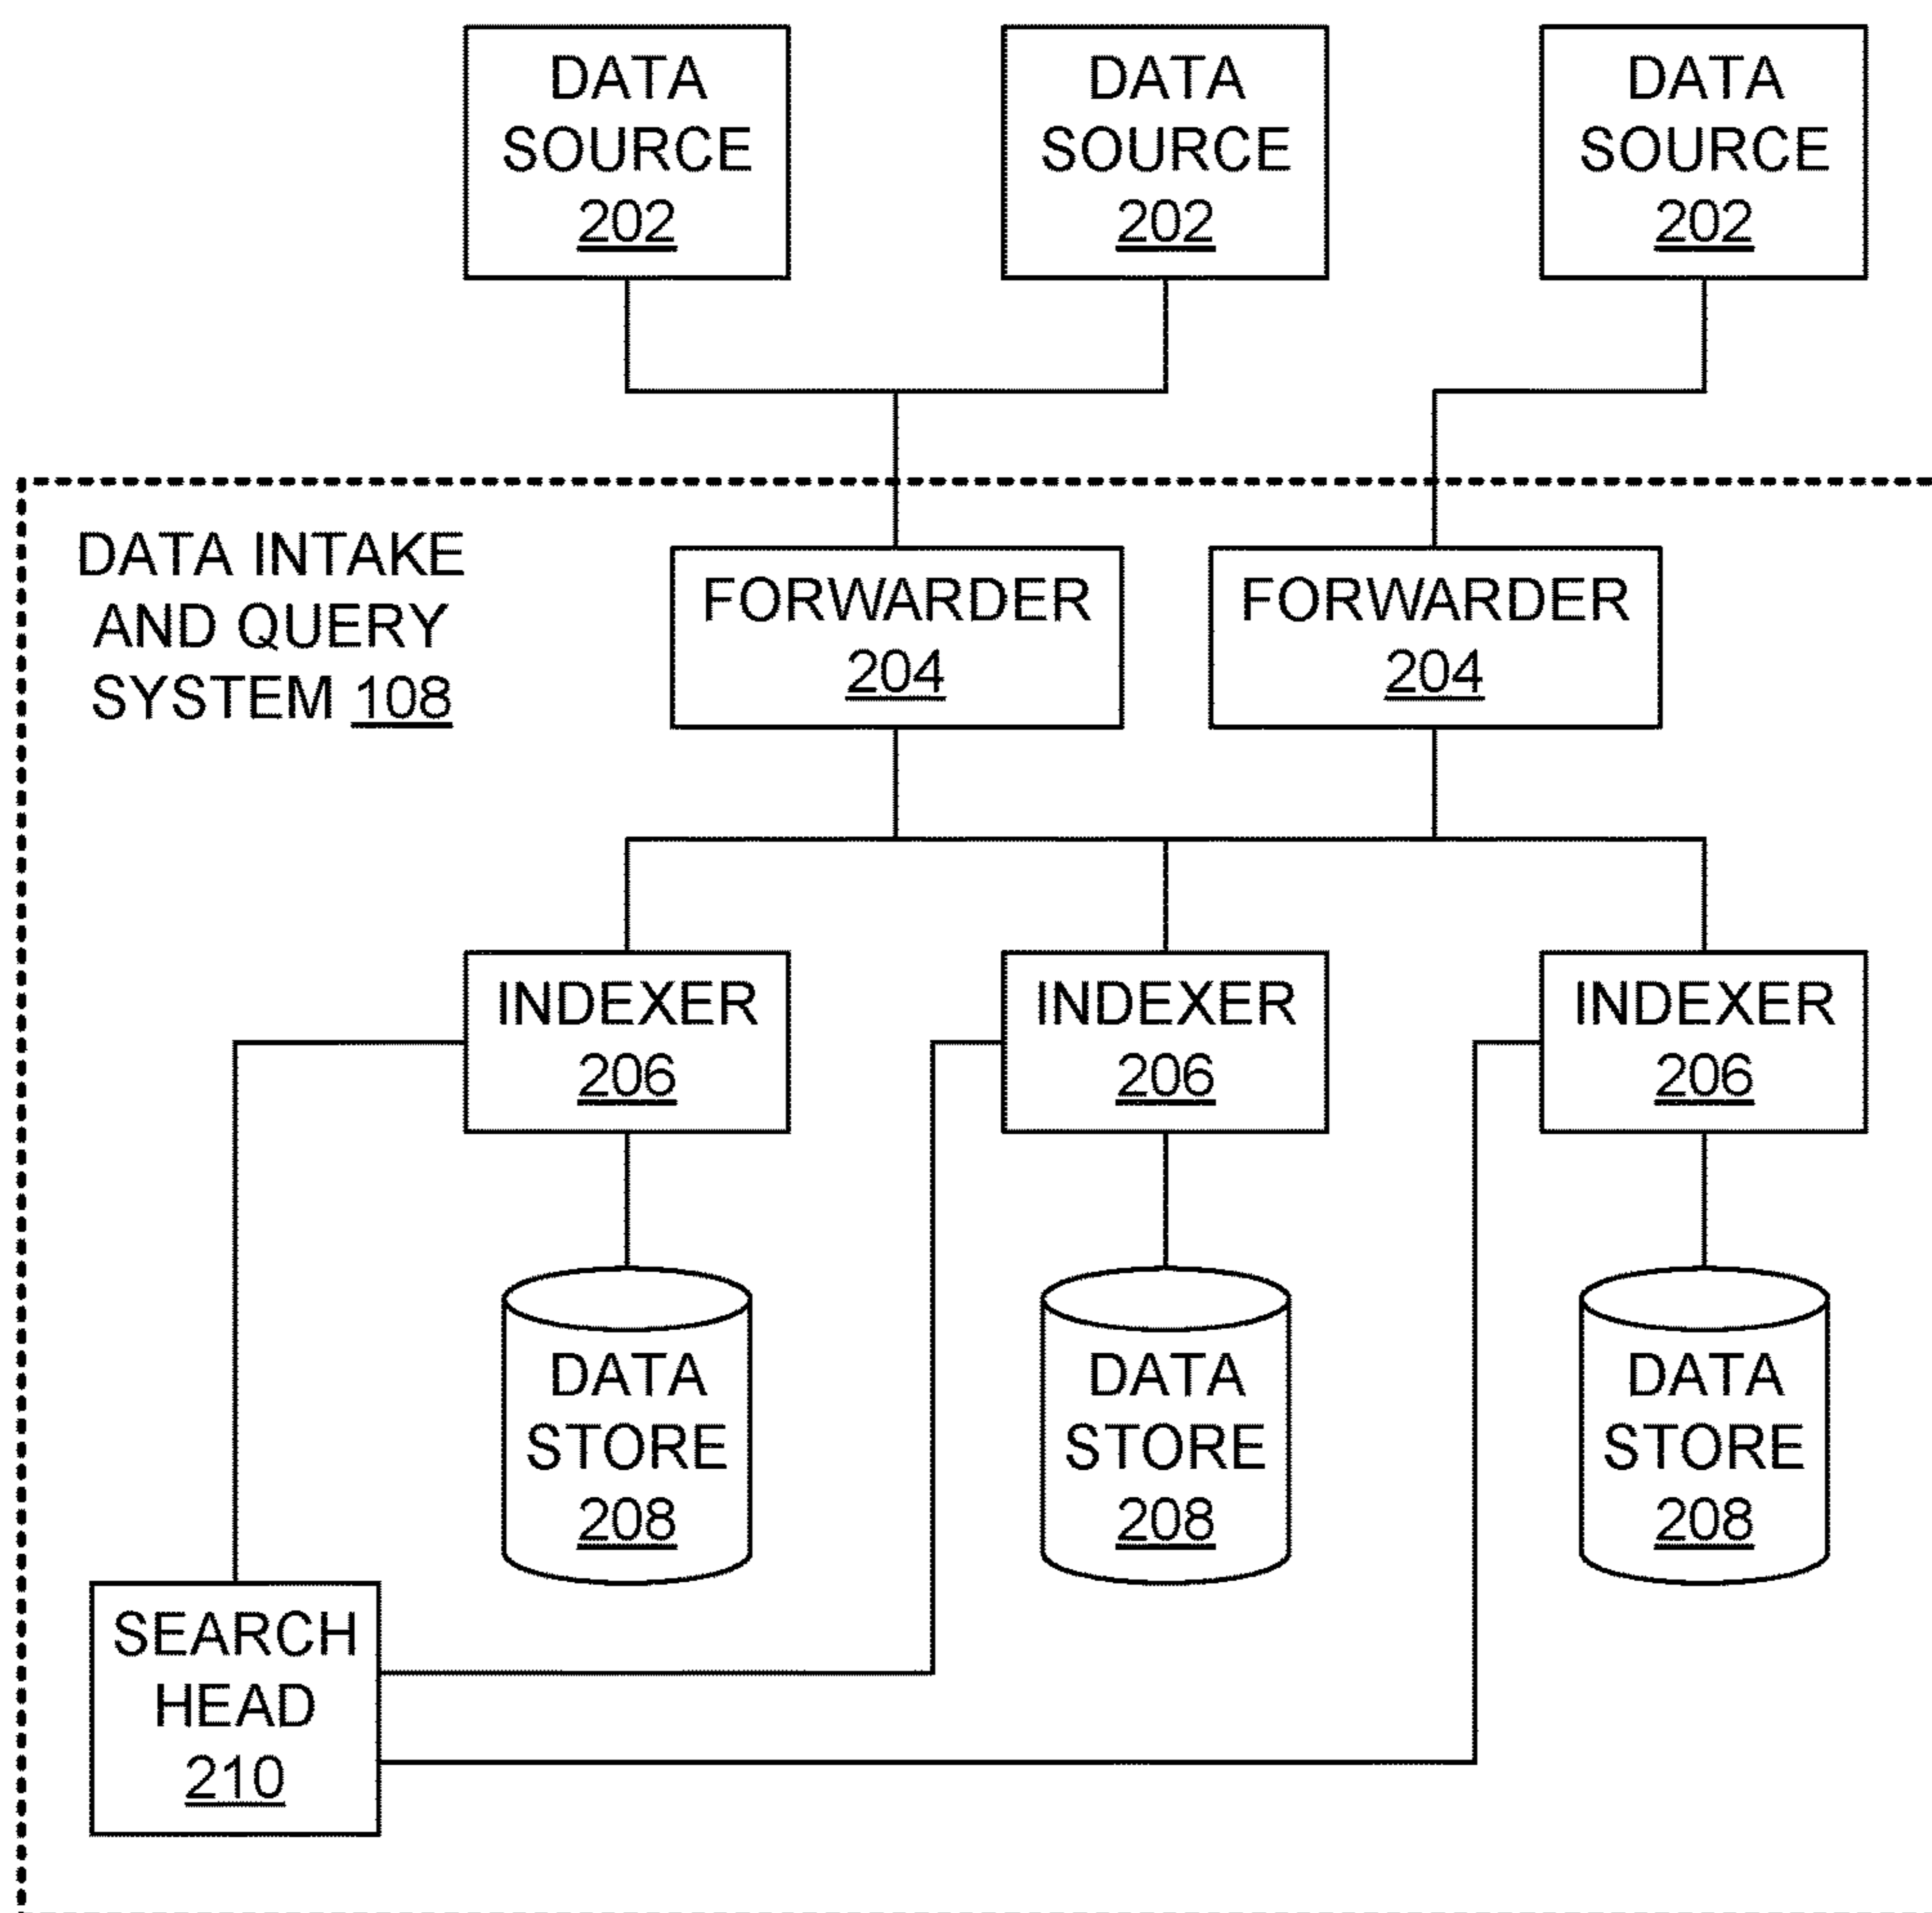 DATA
SOURCE
202
DATA
SOURCE
202
DATA
SOURCE
202
DATA INTAKE
AND QUERY
SYSTEM 108
FORWARDER
204
FORWARDER
204
INDEXER
206
INDEXER
206
INDEXER
206
DATA
STORE
208
DATA
STORE
208
DATA
STORE
208
SEARCH
HEAD
210